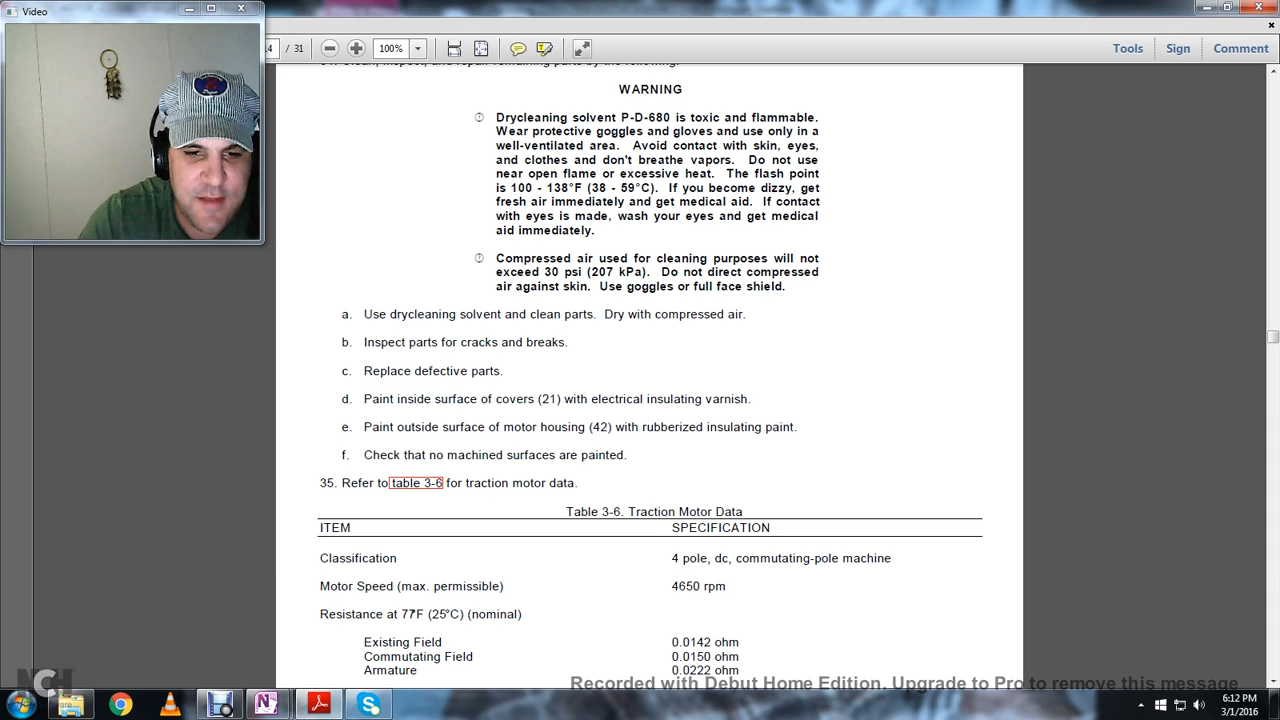 Video
4 / 31
100%
Tools
Sign
Comment
WARNING
Drycleaning solvent P-D-680 is toxic and flammable.
Wear protective goggles and gloves and use only in a
well-ventilated area. Avoid contact with skin, eyes,
and clothes and don't breathe vapors. Do not use
near open flame or excessive heat. The flash point
is 100 - 138°F (38 - 59°C). If you become dizzy, get
fresh air immediately and get medical aid. If contact
with eyes is made, wash your eyes and get medical
aid immediately.
Compressed air used for cleaning purposes will not
exceed 30 psi (207 kPa). Do not direct compressed
air against skin. Use goggles or full face shield.
a. Use drycleaning solvent and clean parts. Dry with compressed air.
b. Inspect parts for cracks and breaks.
c. Replace defective parts.
d. Paint inside surface of covers (21) with electrical insulating varnish.
e. Paint outside surface of motor housing (42) with rubberized insulating paint.
f. Check that no machined surfaces are painted.
35. Refer to table 3-6 for traction motor data.
Table 3-6. Traction Motor Data
ITEM SPECIFICATION
Classification 4 pole, dc, commutating-pole machine
Motor Speed (max. permissible) 4650 rpm
Resistance at 77°F (25°C) (nominal)
Existing Field 0.0142 ohm
Commutating Field 0.0150 ohm
Armature 0.0222 ohm
NCH
Recorded with Debut Home Edition. Upgrade to Pro to remove this message
6:12 PM
3/1/2016